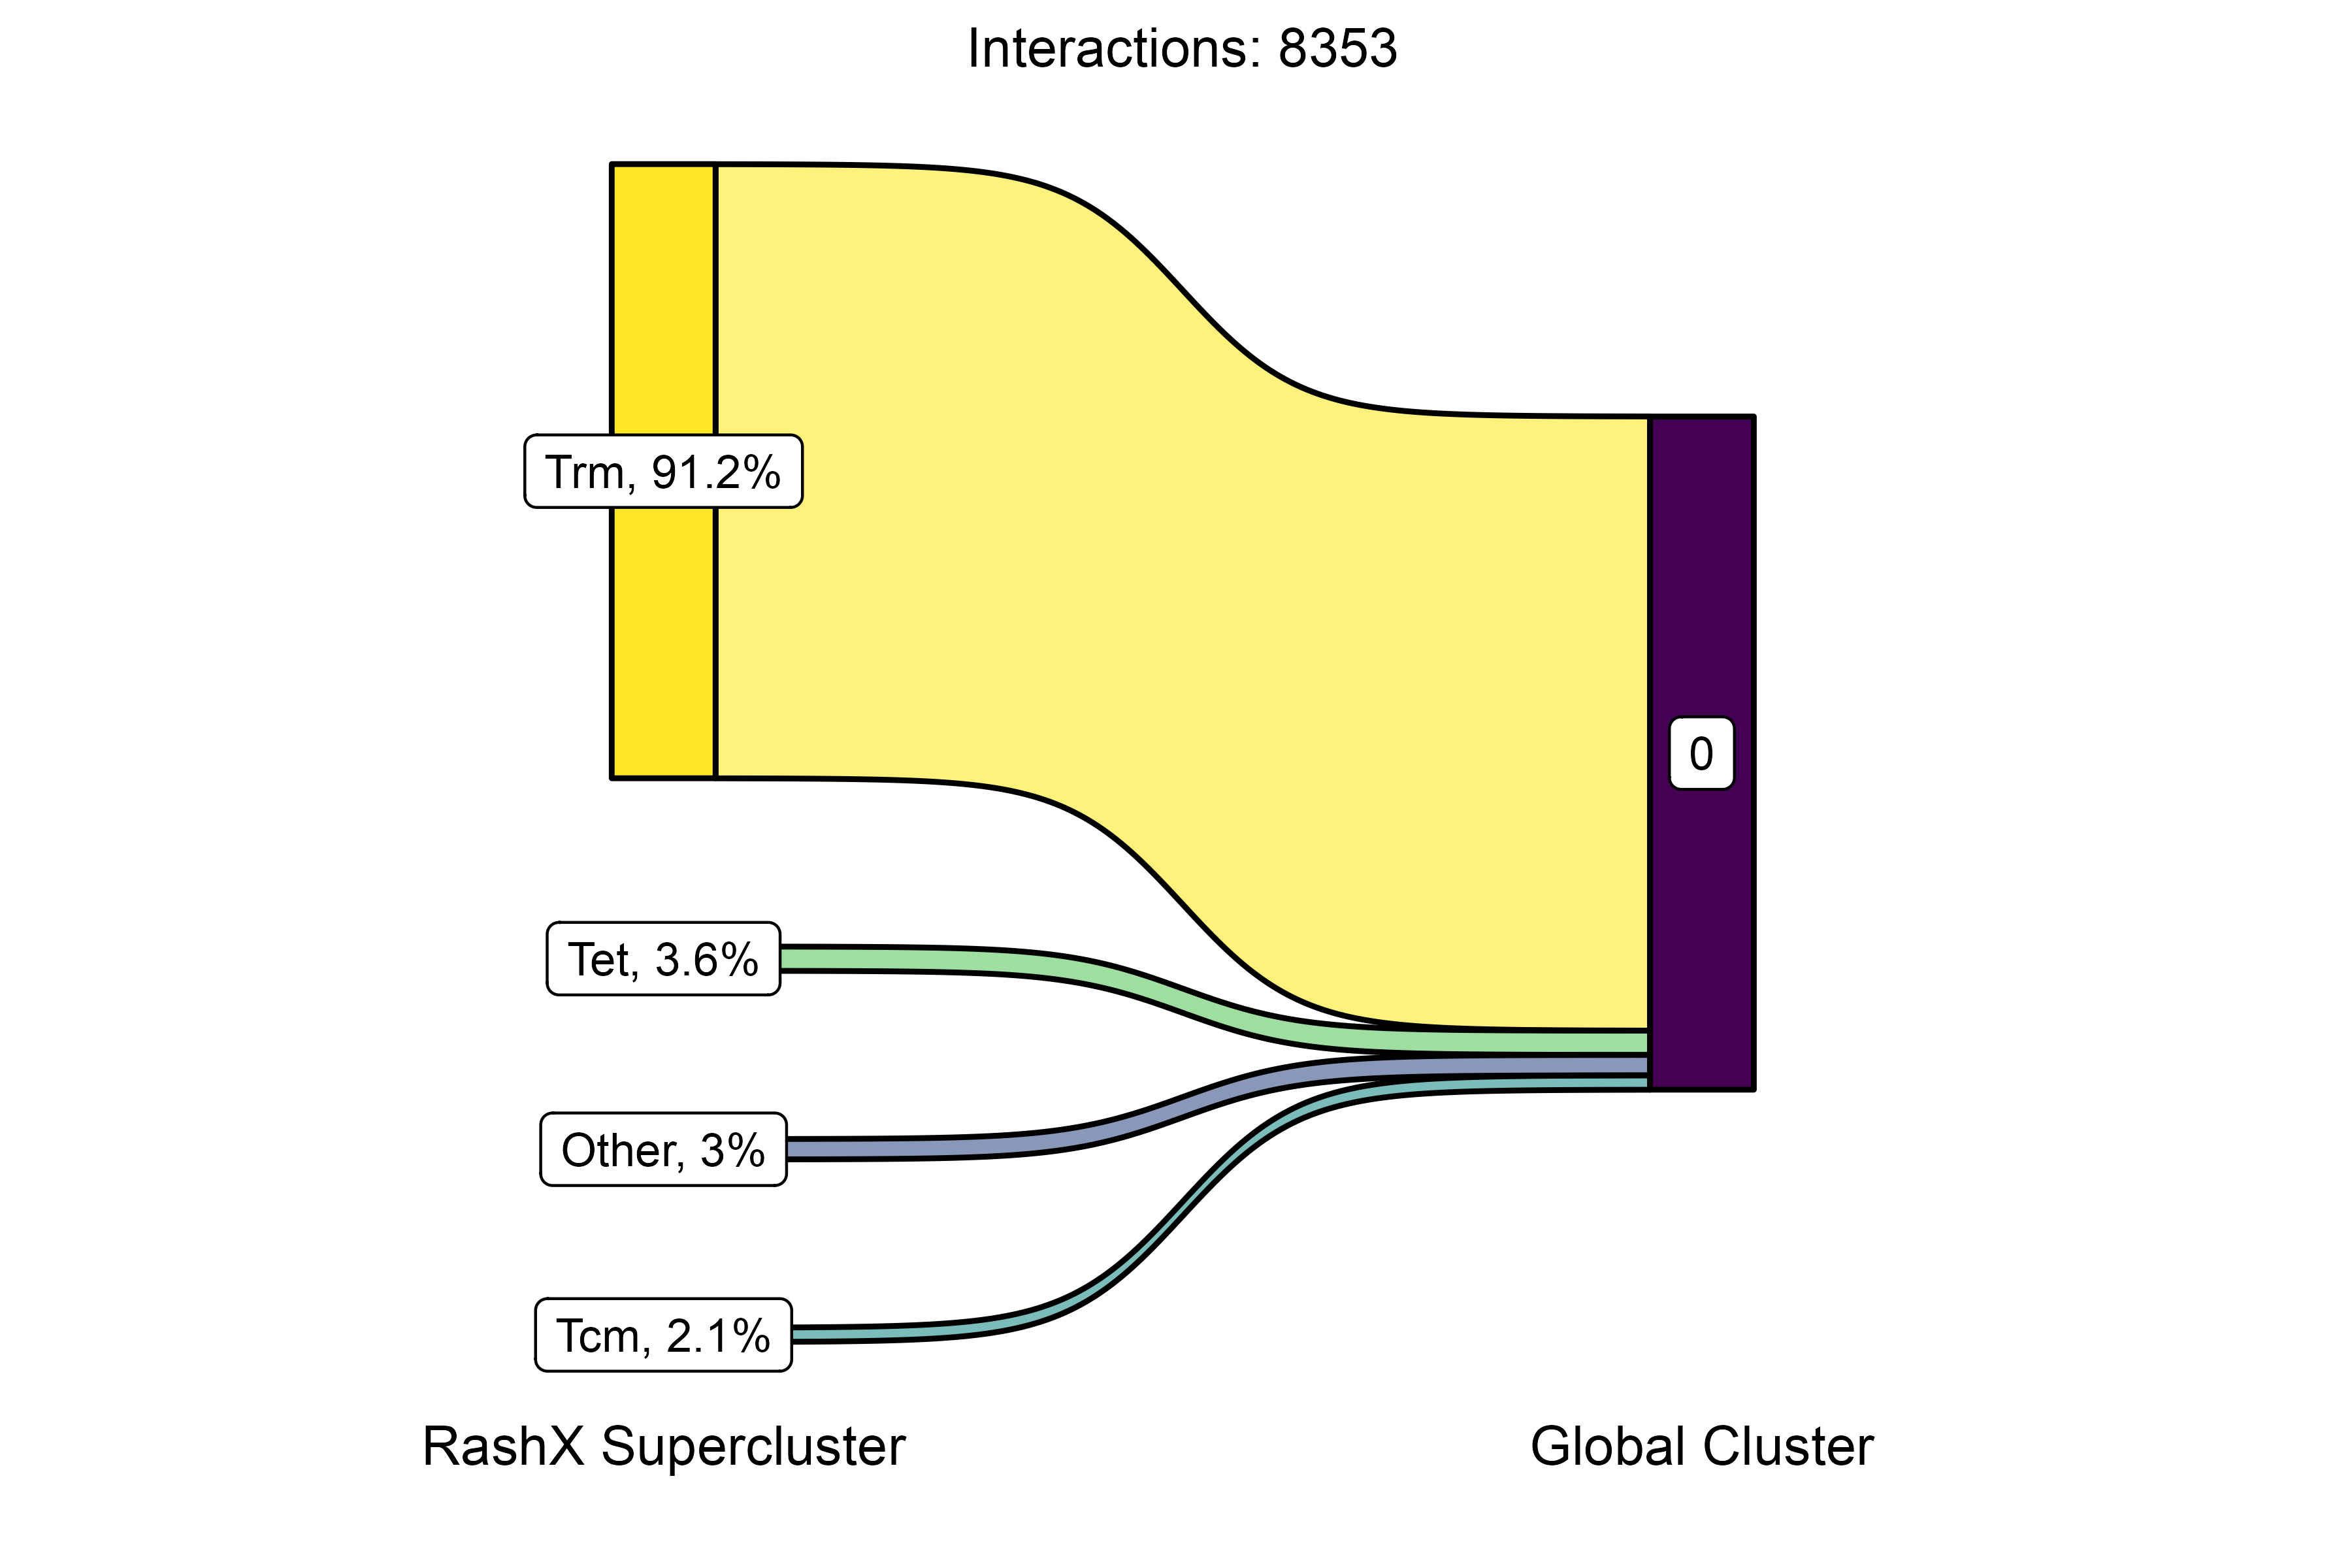 Interactions: 8353
Trm, 91.2%
0
Tet, 3.6%
Other, 3%
Tcm, 2.1%
RashX Supercluster
Global Cluster